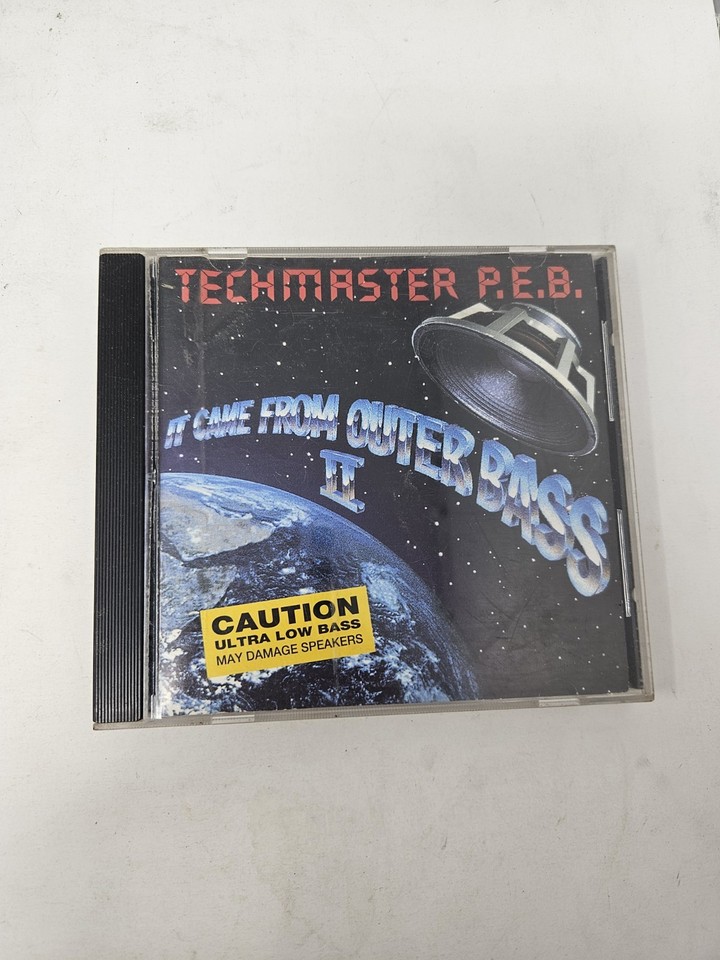 TECHMASTER P.E.B.
IT CAME FROM OUTER BASS
II
CAUTION
ULTRA LOW BASS
MAY DAMAGE SPEAKERS